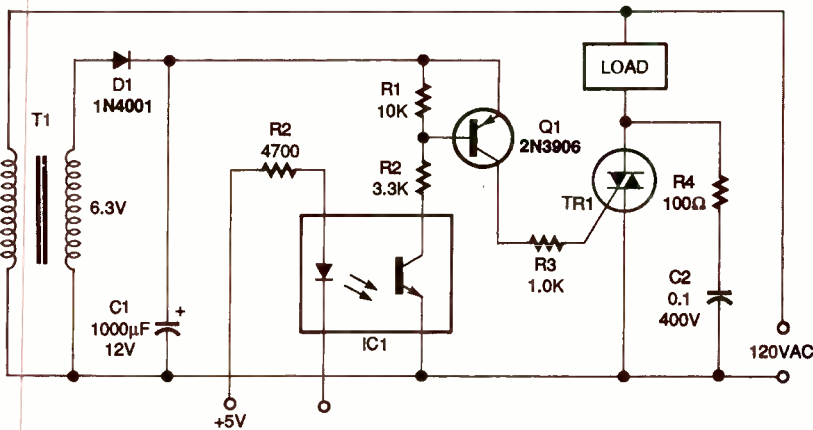 LOAD
D1
1N4001
R1
10K
T1
R2
4700
Q1
2N3906
R2
3.3K
6.3V
TR1
R4
100Ω
R3
1.0K
C1
1000µF
12V
+
C2
0.1
400V
IC1
120VAC
+5V